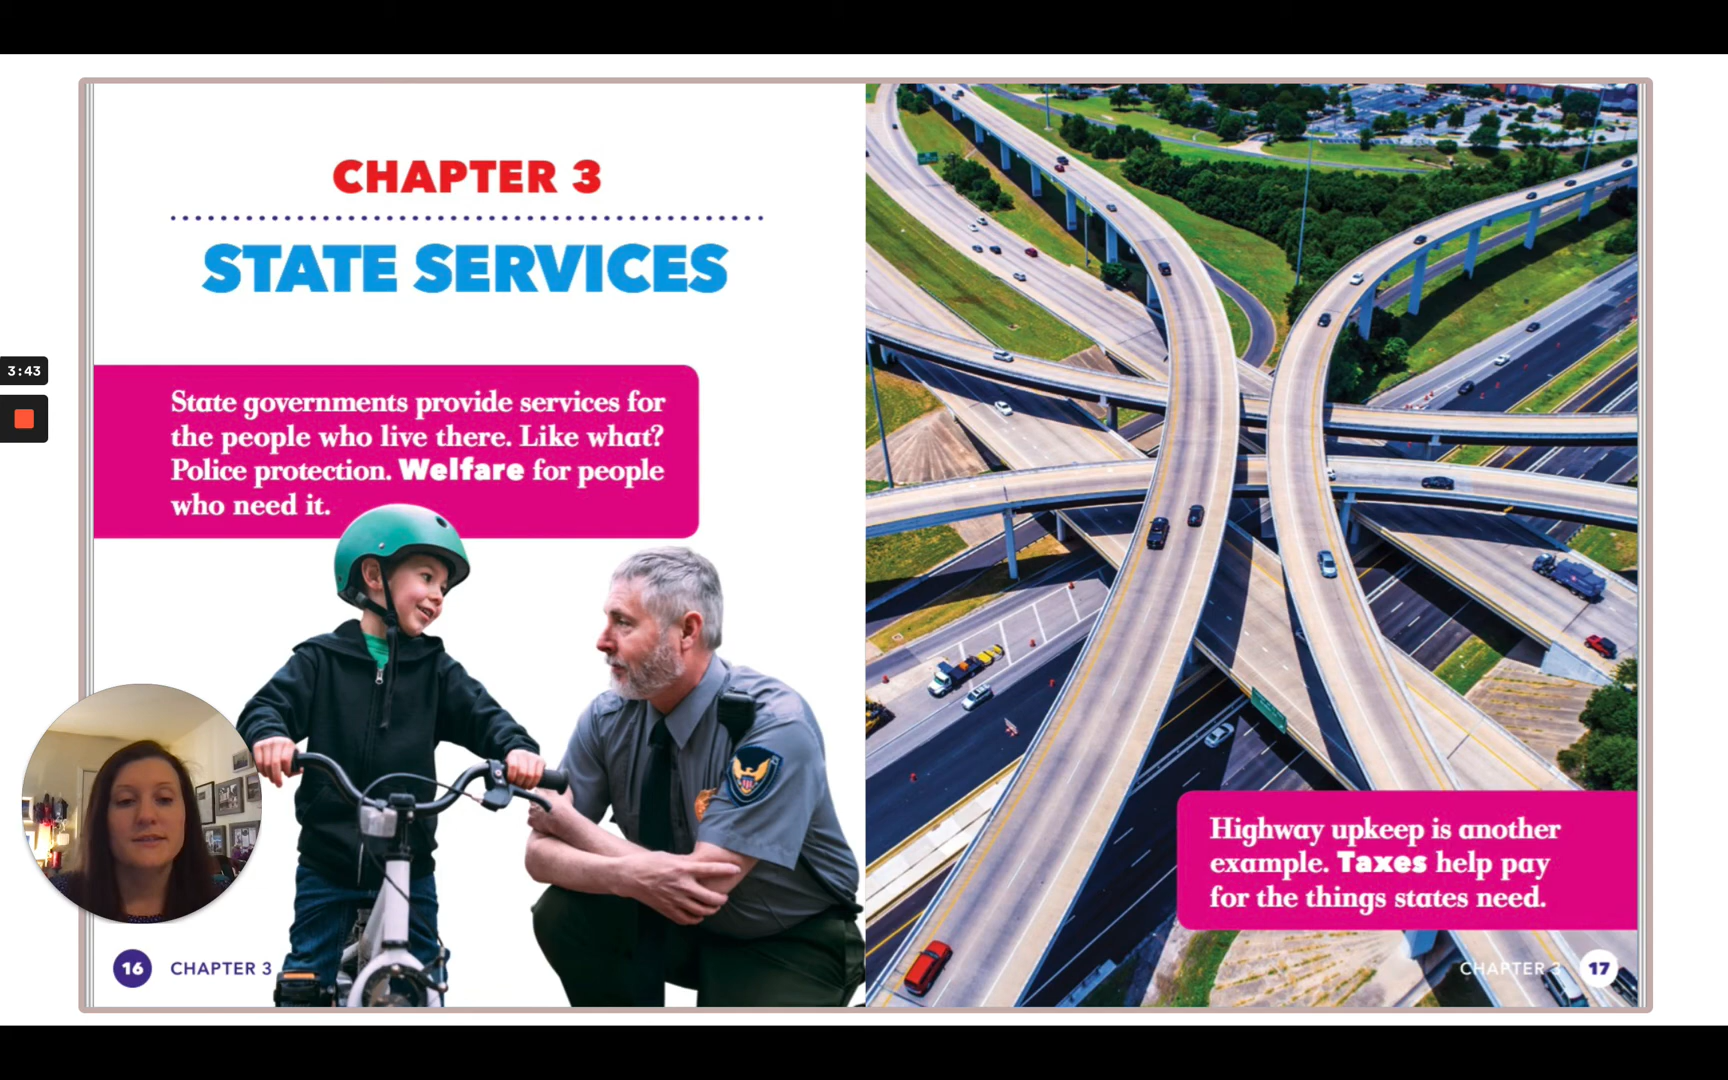 CHAPTER 3
STATE SERVICES
State governments provide services for
the people who live there. Like what?
Police protection. Welfare for people
who need it.
16 CHAPTER 3
Highway upkeep is another
example. Taxes help pay
for the things states need.
CHAPTER 3 17
3:43